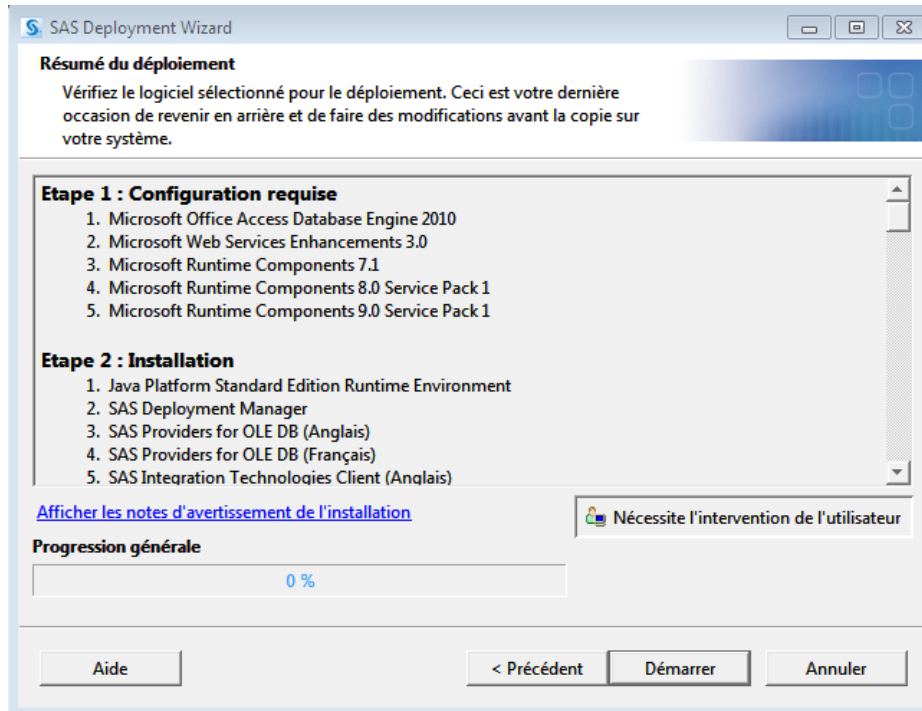 SAS Deployment Wizard
Résumé du déploiement
Vérifiez le logiciel sélectionné pour le déploiement. Ceci est votre dernière
occasion de revenir en arrière et de faire des modifications avant la copie sur
votre système.
Etape 1 : Configuration requise
1. Microsoft Office Access Database Engine 2010
2. Microsoft Web Services Enhancements 3.0
3. Microsoft Runtime Components 7.1
4. Microsoft Runtime Components 8.0 Service Pack 1
5. Microsoft Runtime Components 9.0 Service Pack 1
Etape 2 : Installation
1. Java Platform Standard Edition Runtime Environment
2. SAS Deployment Manager
3. SAS Providers for OLE DB (Anglais)
4. SAS Providers for OLE DB (Français)
5. SAS Integration Technologies Client (Anglais)
Afficher les notes d'avertissement de l'installation
Nécessite l'intervention de l'utilisateur
Progression générale
0 %
Aide
< Précédent
Démarrer
Annuler